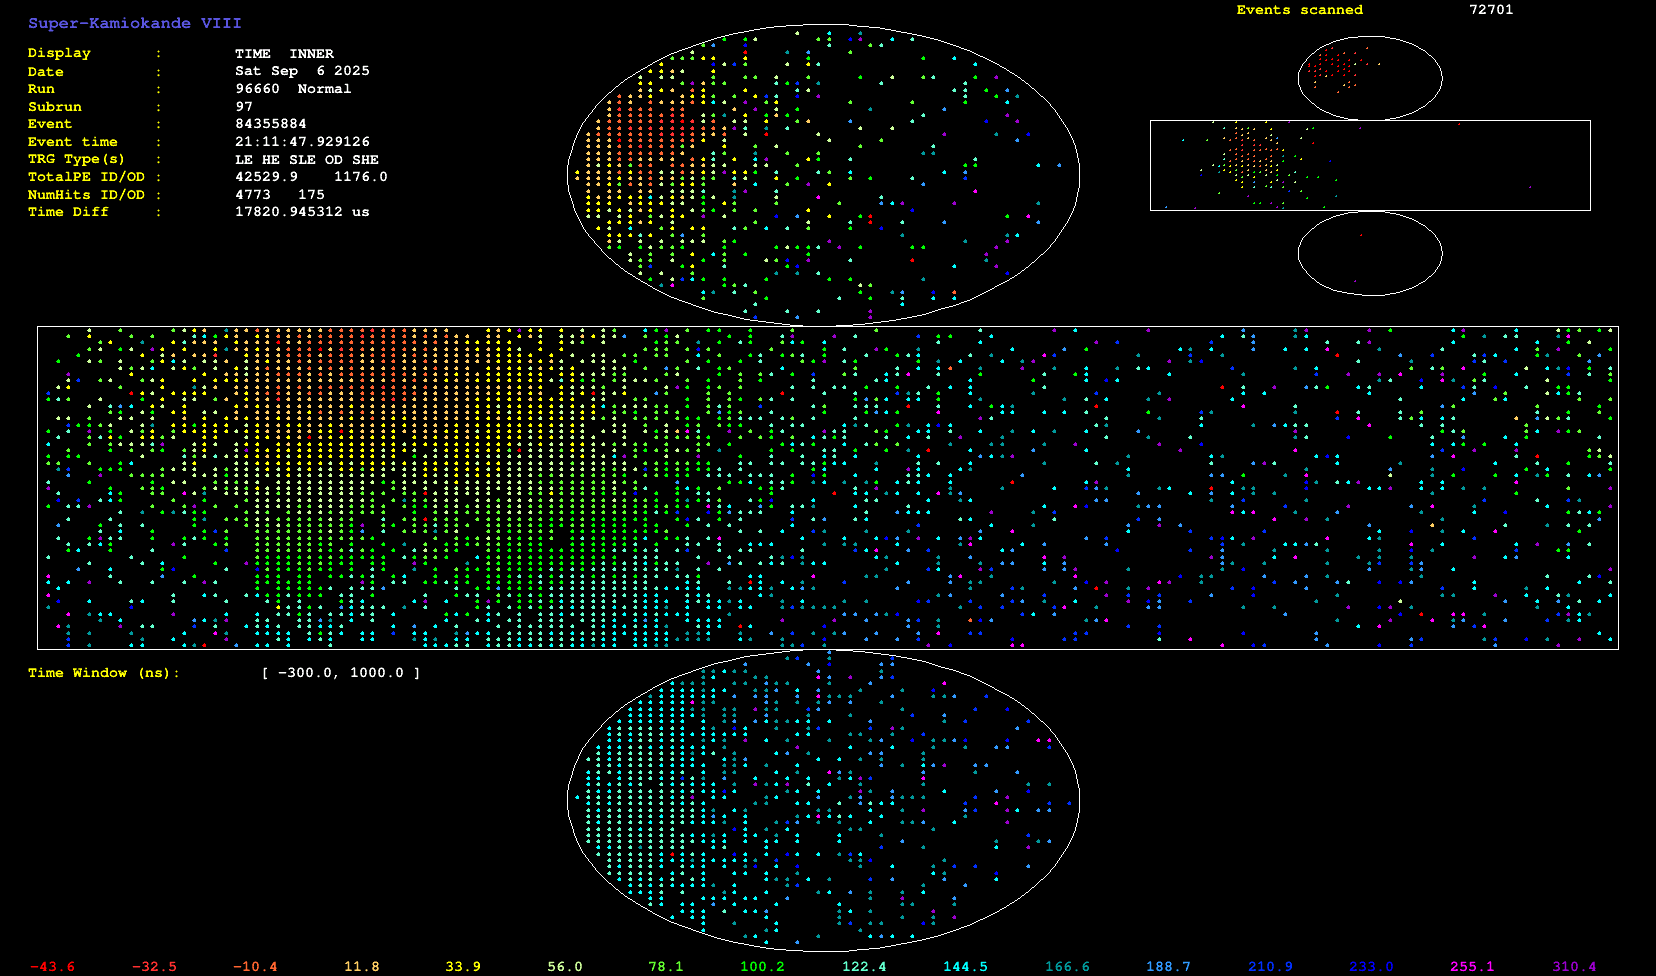 Super-Kamiokande VIII
Display : TIME INNER
Date : Sat Sep 6 2025
Run : 96660 Normal
Subrun : 97
Event : 84355884
Event time : 21:11:47.929126
TRG Type(s) : LE HE SLE OD SHE
TotalPE ID/OD : 42529.9 1176.0
NumHits ID/OD : 4773 175
Time Diff : 17820.945312 us
Events scanned 72701
Time Window (ns): [ -300.0, 1000.0 ]
-43.6 -32.5 -10.4 11.8 33.9 56.0 78.1 100.2 122.4 144.5 166.6 188.7 210.9 233.0 255.1 310.4